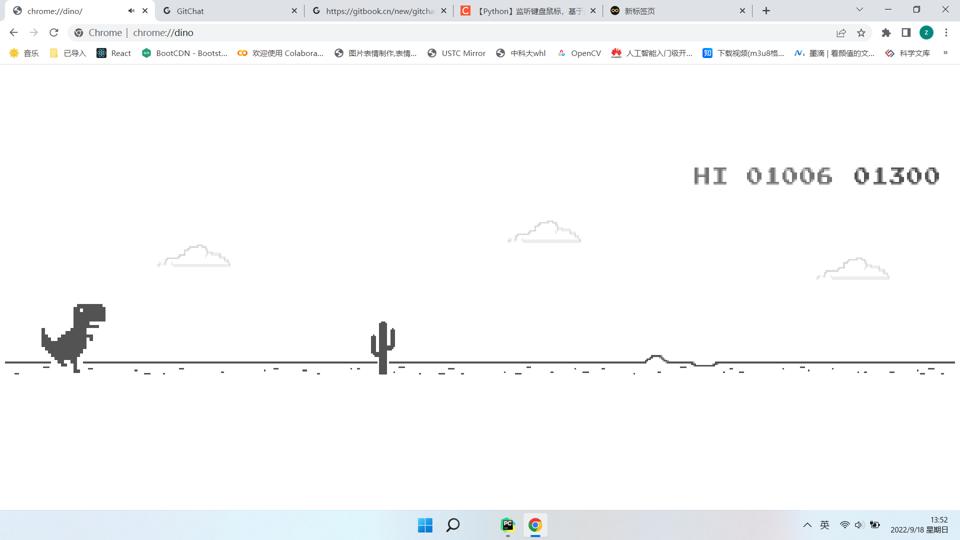 chrome://dino/
GitChat
https://gitbook.cn/new/gitcha
【Python】监听键盘鼠标，基于
新标签页
Chrome | chrome://dino
z
音乐
已导入
React
BootCDN - Bootst...
欢迎使用 Colabora...
图片表情制作,表情...
USTC Mirror
中科大whl
OpenCV
人工智能入门级开...
知 下载视频(m3u8格...
墨滴 | 看颜值的文...
科学文库
»
HI 01006 01300
PC
英
13:52
2022/9/18 星期日